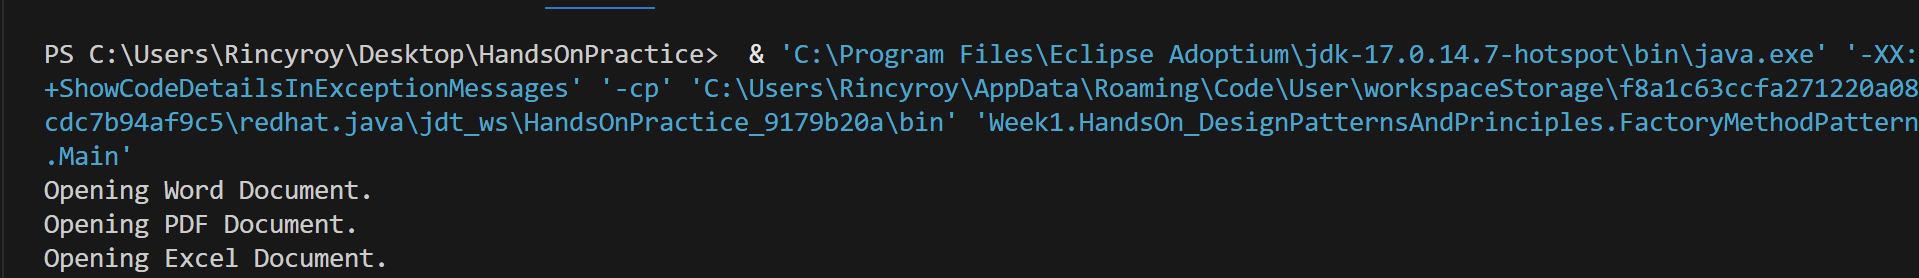 PS C:\Users\Rincyroy\Desktop\HandsOnPractice>  & 'C:\Program Files\Eclipse Adoptium\jdk-17.0.14.7-hotspot\bin\java.exe' '-XX:
+ShowCodeDetailsInExceptionMessages' '-cp' 'C:\Users\Rincyroy\AppData\Roaming\Code\User\workspaceStorage\f8a1c63ccfa271220a08
cdc7b94af9c5\redhat.java\jdt_ws\HandsOnPractice_9179b20a\bin' 'Week1.HandsOn_DesignPatternsAndPrinciples.FactoryMethodPattern
.Main'
Opening Word Document.
Opening PDF Document.
Opening Excel Document.